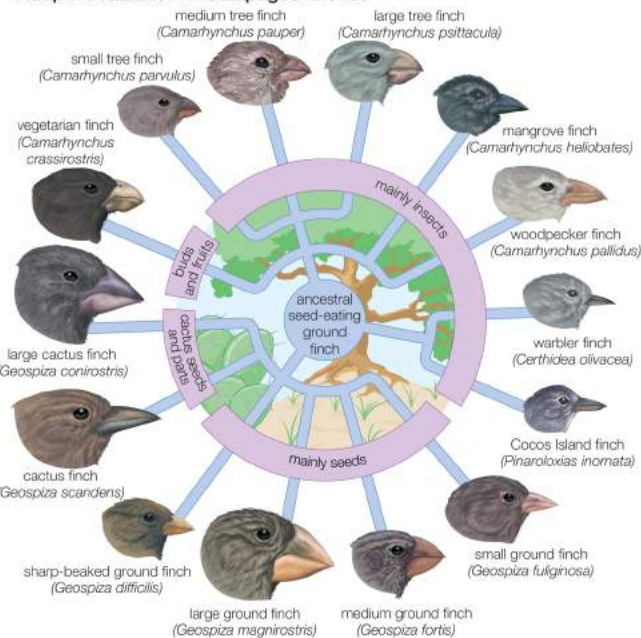 medium tree finch
(Camarhynchus pauper)
large tree finch
(Camarhynchus psittacula)
small tree finch
(Camarhynchus parvulus)
mangrove finch
(Camarhynchus heliobates)
vegetarian finch
(Camarhynchus
crassirostris)
woodpecker finch
(Camarhynchus pallidus)
mainly insects
buds
and fruits
ancestral
seed-eating
ground
finch
warbler finch
(Certhidea olivacea)
large cactus finch
(Geospiza conirostris)
cactus seeds
and parts
Cocos Island finch
(Pinaroloxias inornata)
mainly seeds
cactus finch
(Geospiza scandens)
small ground finch
(Geospiza fuliginosa)
sharp-beaked ground finch
(Geospiza difficilis)
large ground finch
(Geospiza magnirostris)
medium ground finch
(Geospiza fortis)